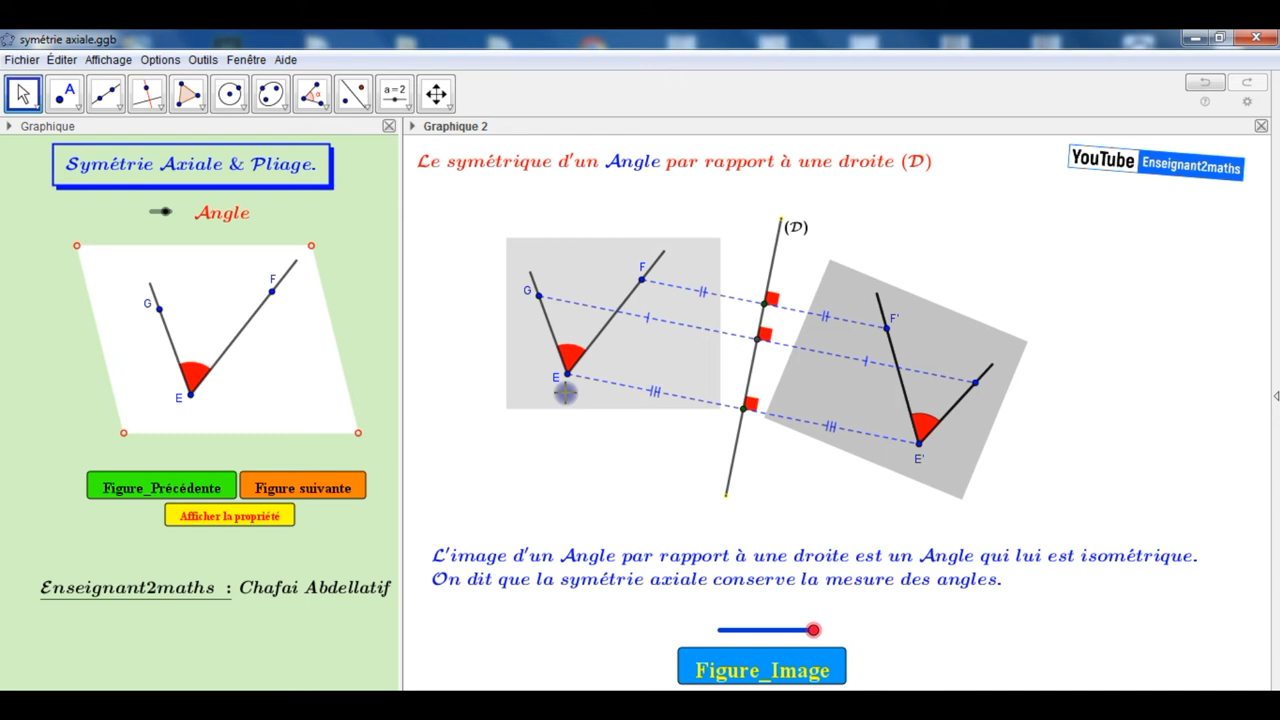 symétrie axiale.ggb
Fichier Éditer Affichage Options Outils Fenêtre Aide
A
α
a = 2
Graphique
Graphique 2
Symétrie Axiale & Pliage.
Angle
G
F
E
Figure_Précédente
Figure suivante
Afficher la propriété
Enseignant2maths : Chafai Abdellatif
Le symétrique d'un Angle par rapport à une droite (D)
YouTube Enseignant2maths
(D)
F
G
F'
E
E'
L'image d'un Angle par rapport à une droite est un Angle qui lui est isométrique.
On dit que la symétrie axiale conserve la mesure des angles.
Figure_Image